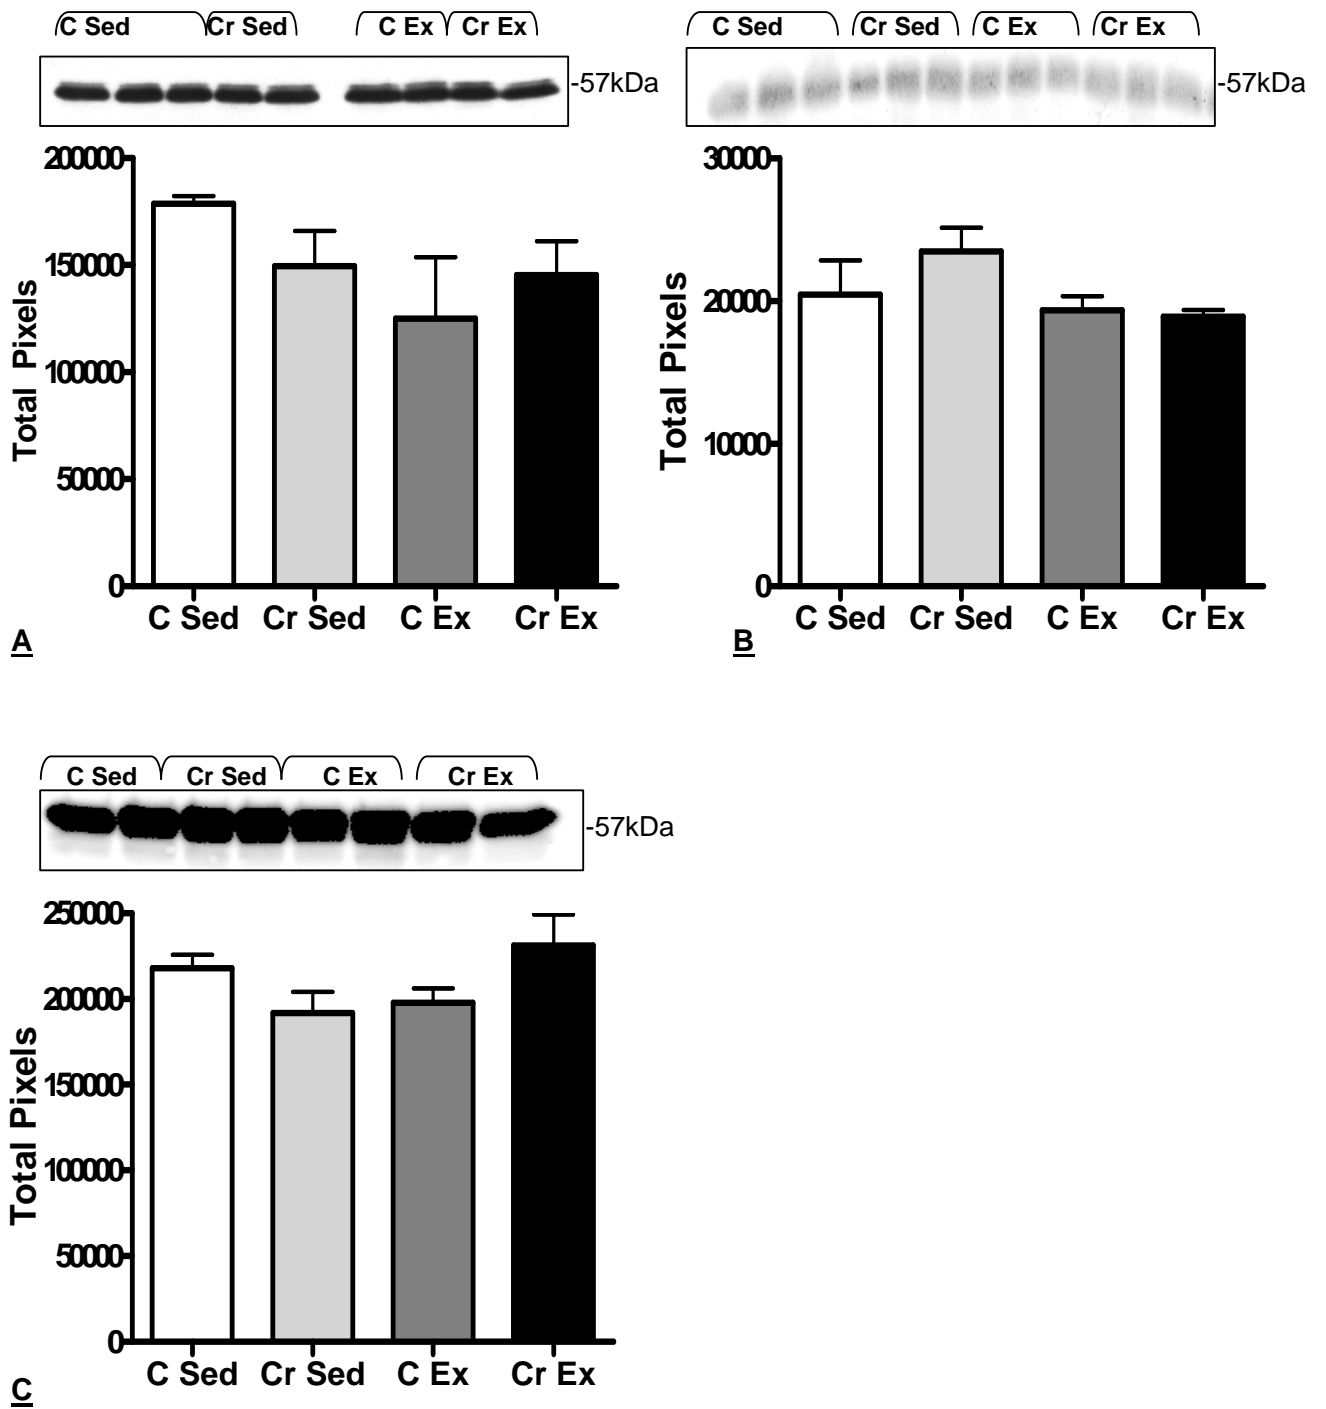 C Sed Cr Sed C Ex Cr Ex
-57kDa
200000
150000
100000
50000
0
Total Pixels
C Sed Cr Sed C Ex Cr Ex
A
C Sed Cr Sed C Ex Cr Ex
-57kDa
30000
20000
10000
0
Total Pixels
C Sed Cr Sed C Ex Cr Ex
B
C Sed Cr Sed C Ex Cr Ex
-57kDa
250000
200000
150000
100000
50000
0
Total Pixels
C Sed Cr Sed C Ex Cr Ex
C